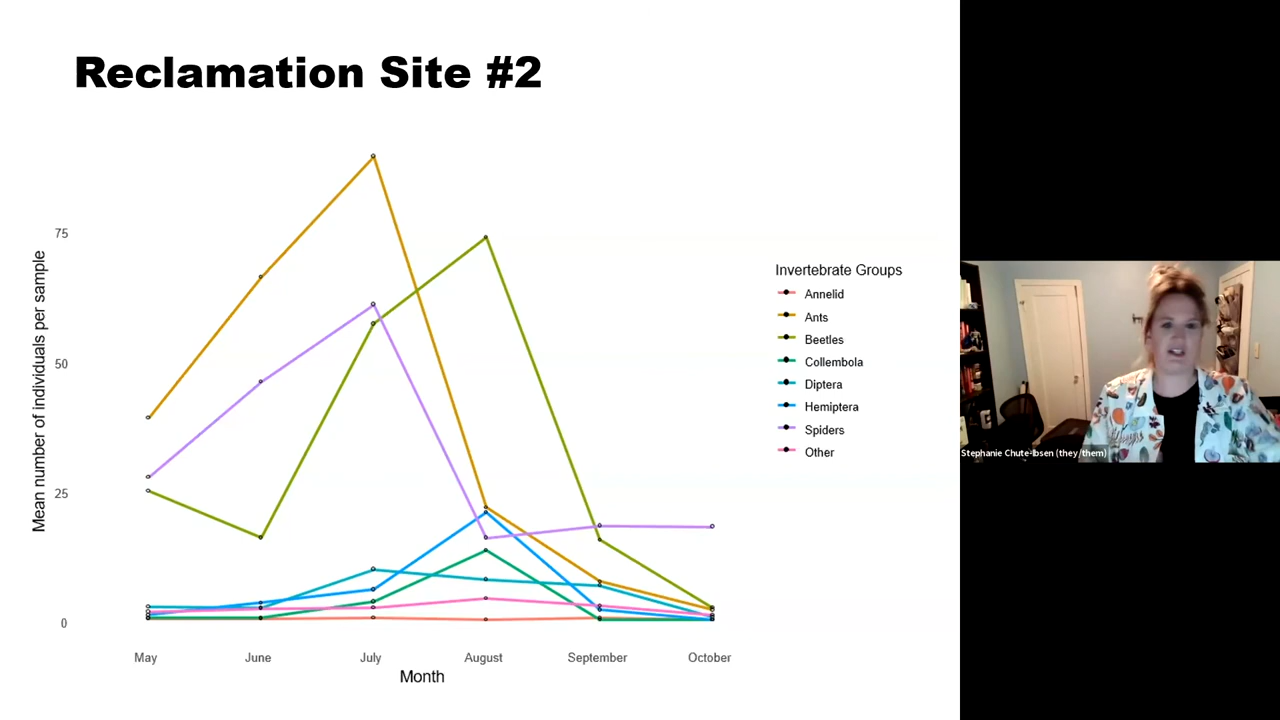 Reclamation Site #2
Mean number of individuals per sample
75
50
25
0
May June July August September October
Month
Invertebrate Groups
Annelid
Ants
Beetles
Collembola
Diptera
Hemiptera
Spiders
Other
Stephanie Chute-Ibsen (they/them)